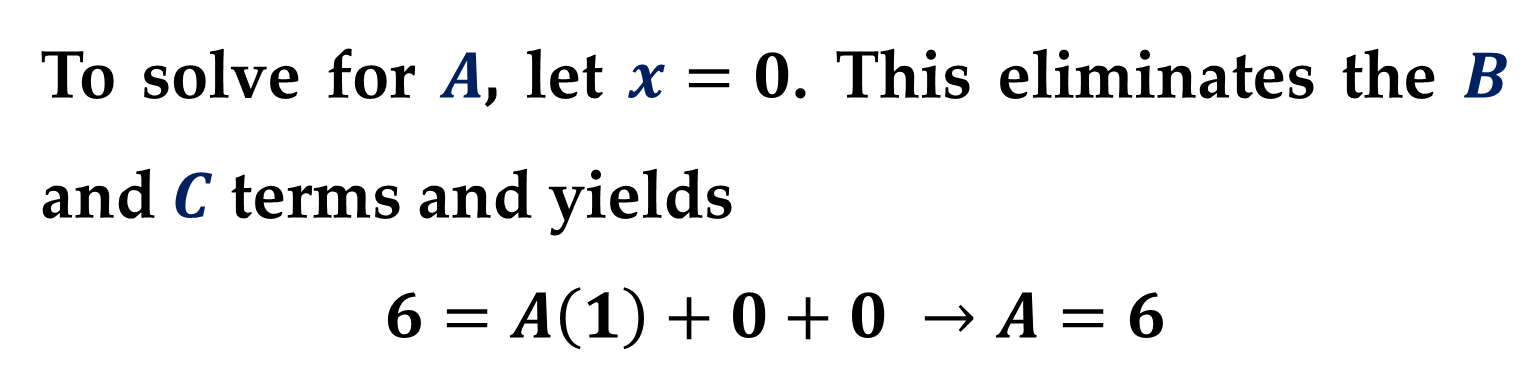 To solve for A, let x = 0. This eliminates the B
and C terms and yields
6 = A(1) + 0 + 0 → A = 6